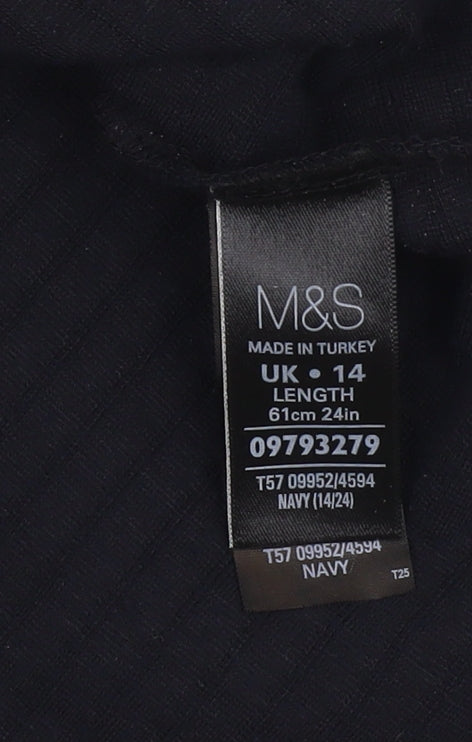 M&S
MADE IN TURKEY
UK • 14
LENGTH
61cm 24in
09793279
T57 09952/4594
NAVY (14/24)
T57 09952/4594
NAVY
T25